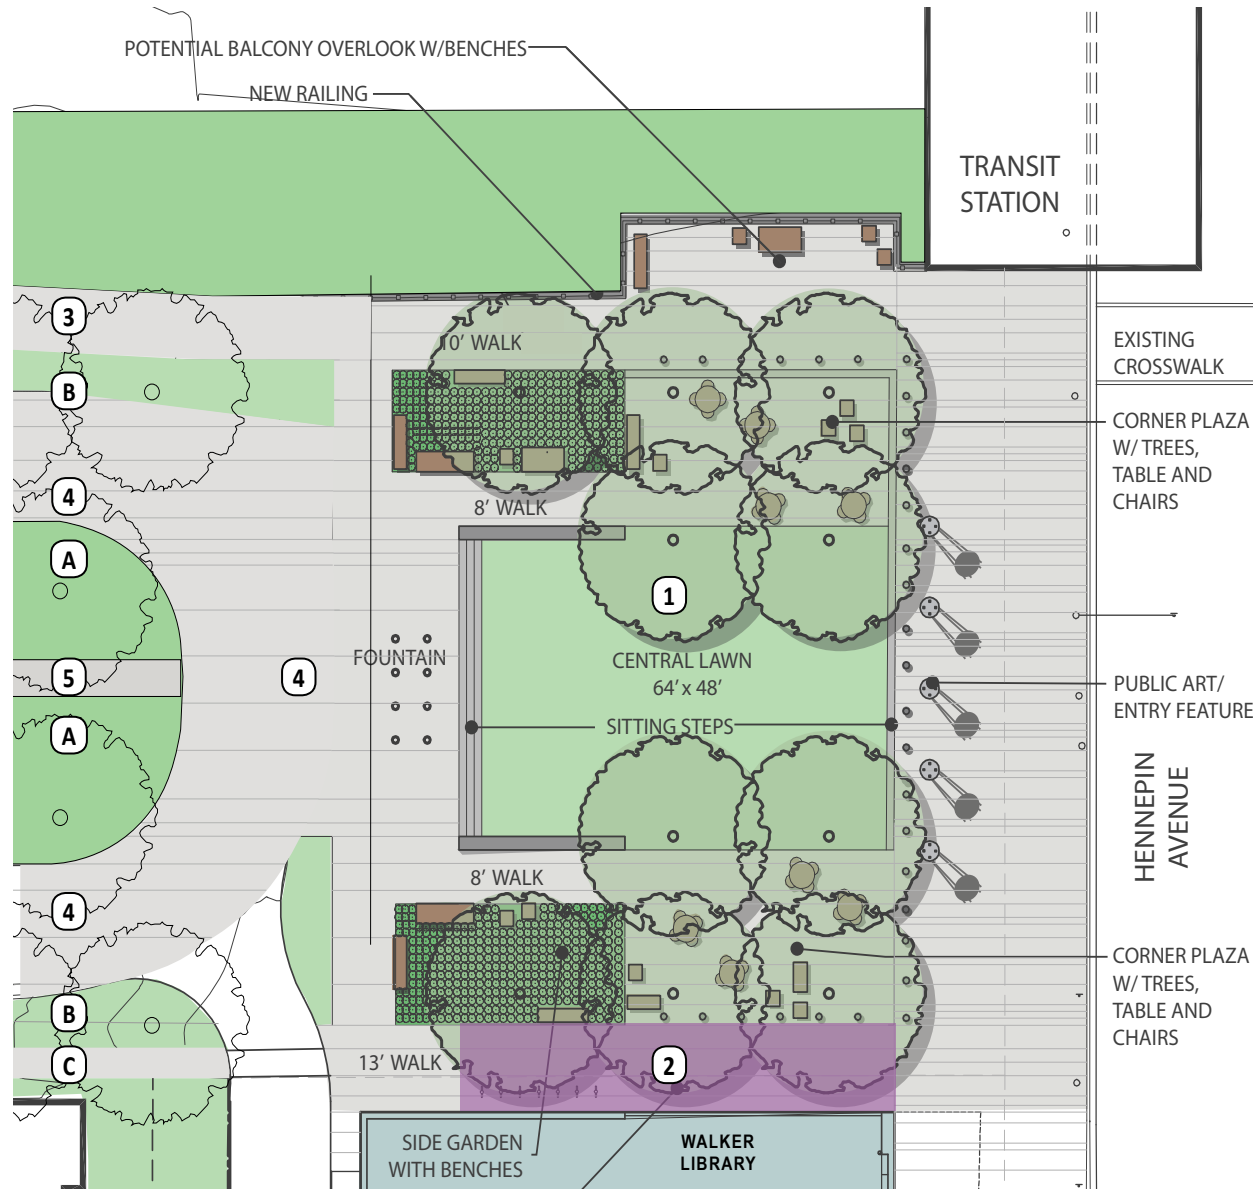 POTENTIAL BALCONY OVERLOOK W/BENCHES
NEW RAILING
TRANSIT
STATION
3
10' WALK
EXISTING
CROSSWALK
B
CORNER PLAZA
W/ TREES,
TABLE AND
CHAIRS
4
8' WALK
A
1
FOUNTAIN
CENTRAL LAWN
64' x 48'
5
4
PUBLIC ART/
ENTRY FEATURE
A
SITTING STEPS
HENNEPIN
AVENUE
8' WALK
4
CORNER PLAZA
W/ TREES,
TABLE AND
CHAIRS
B
13' WALK
2
C
SIDE GARDEN
WITH BENCHES
WALKER
LIBRARY